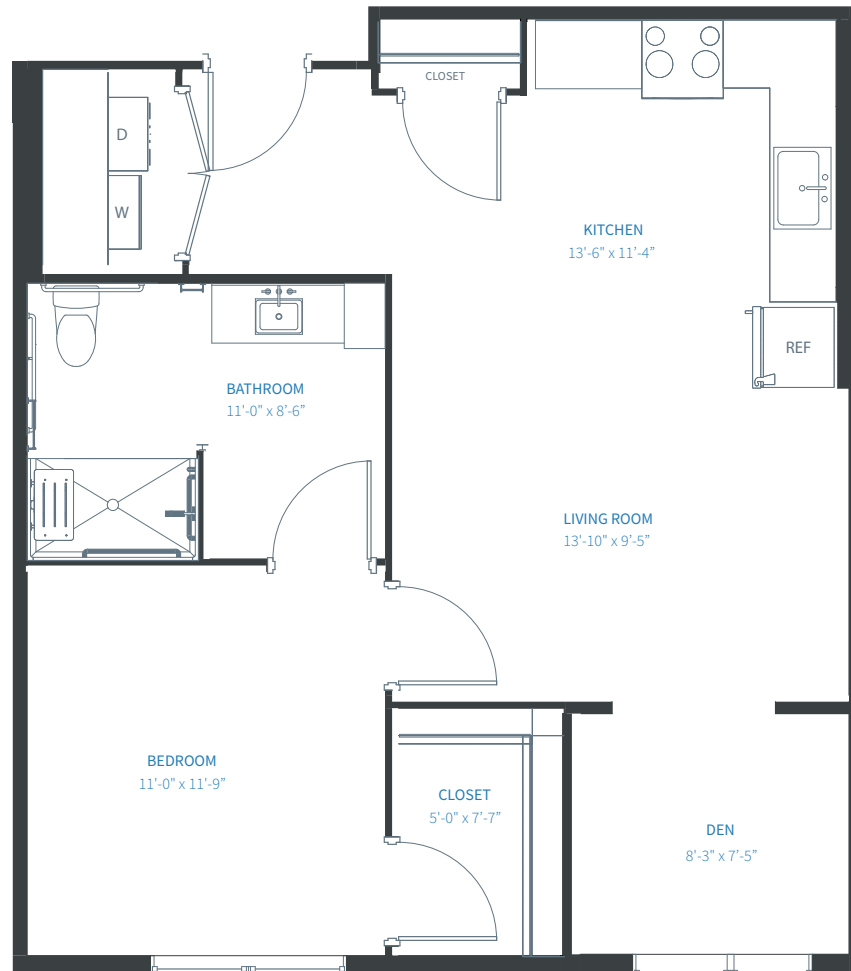 CLOSET
D
W
KITCHEN
13'-6" x 11'-4”
REF
BATHROOM
11'-0" x 8'-6”
LIVING ROOM
13'-10" x 9'-5”
BEDROOM
11'-0" x 11'-9”
CLOSET
5'-0" x 7'-7”
DEN
8'-3" x 7'-5”